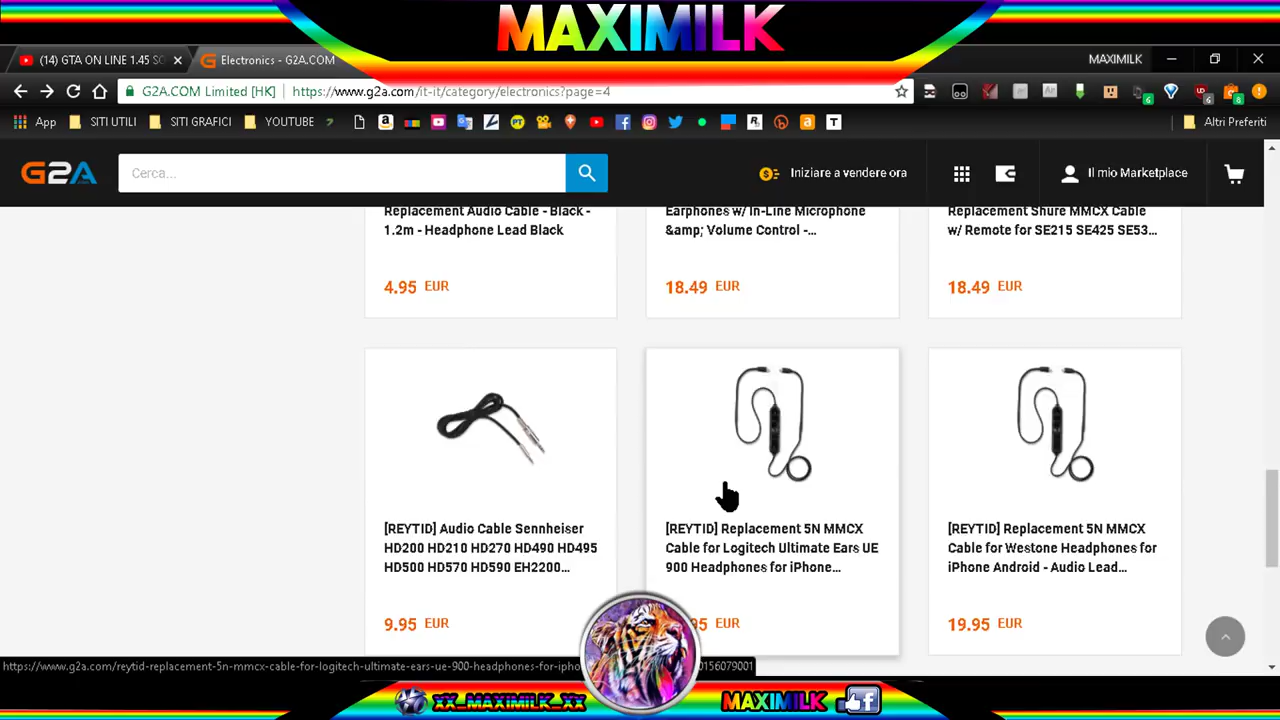 MAXIMILK
(14) GTA ON LINE 1.45 SO
Electronics - G2A.COM
MAXIMILK
G2A.COM Limited [HK]
https://www.g2a.com/it-it/category/electronics?page=4
App
SITI UTILI
SITI GRAFICI
YOUTUBE
Altri Preferiti
G2A
Cerca...
Iniziare a vendere ora
Il mio Marketplace
Replacement Audio Cable - Black -
1.2m - Headphone Lead Black
4.95 EUR
Earphones w/ In-Line Microphone
&amp; Volume Control -...
18.49 EUR
Replacement Shure MMCX Cable
w/ Remote for SE215 SE425 SE53...
18.49 EUR
[REYTID] Audio Cable Sennheiser
HD200 HD210 HD270 HD490 HD495
HD500 HD570 HD590 EH2200...
9.95 EUR
[REYTID] Replacement 5N MMCX
Cable for Logitech Ultimate Ears UE
900 Headphones for iPhone...
95 EUR
[REYTID] Replacement 5N MMCX
Cable for Westone Headphones for
iPhone Android - Audio Lead...
19.95 EUR
https://www.g2a.com/reytid-replacement-5n-mmcx-cable-for-logitech-ultimate-ears-ue-900-headphones-for-ipho 0156079001
xX_MAXIMILK_Xx
MAXIMILK